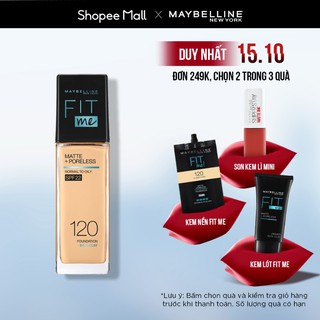 Shopee Mall
×
MAYBELLINE
NEW YORK
DUY NHẤT 15.10
ĐƠN 249K, CHỌN 2 TRONG 3 QUÀ
MAYBELLINE
FIT
me
MATTE
+ PORELESS
NORMAL TO OILY
SPF 22
120
FOUNDATION
SON KEM LÌ MINI
FIT
me
120
KEM NỀN FIT ME
FIT
me
KEM LÓT FIT ME
*Lưu ý: Bấm chọn quà và kiểm tra giỏ hàng
trước khi thanh toán. Số lượng quà có hạn